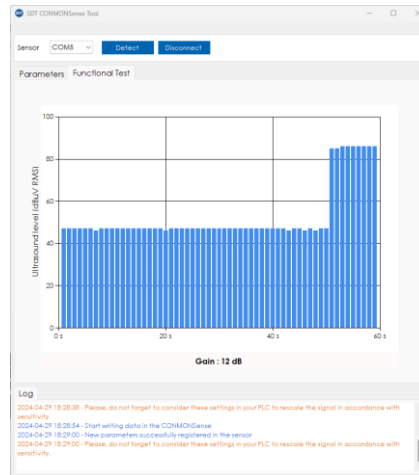 SDT CONMONSense Tool
Sensor COM5 Detect Disconnect
Parameters Functional Test
100
80
60
40
20
0
Ultrasound level (dBµV RMS)
0 s 20 s 40 s 60 s
Gain : 12 dB
Log
2024-04-29 18:28:38 - Please, do not forget to consider these settings in your PLC to rescale the signal in accordance with
sensitivity.
2024-04-29 18:28:54 - Start writing data in the CONMONSense
2024-04-29 18:29:00 - New parameters successfully registered in the sensor
2024-04-29 18:29:00 - Please, do not forget to consider these settings in your PLC to rescale the signal in accordance with
sensitivity.